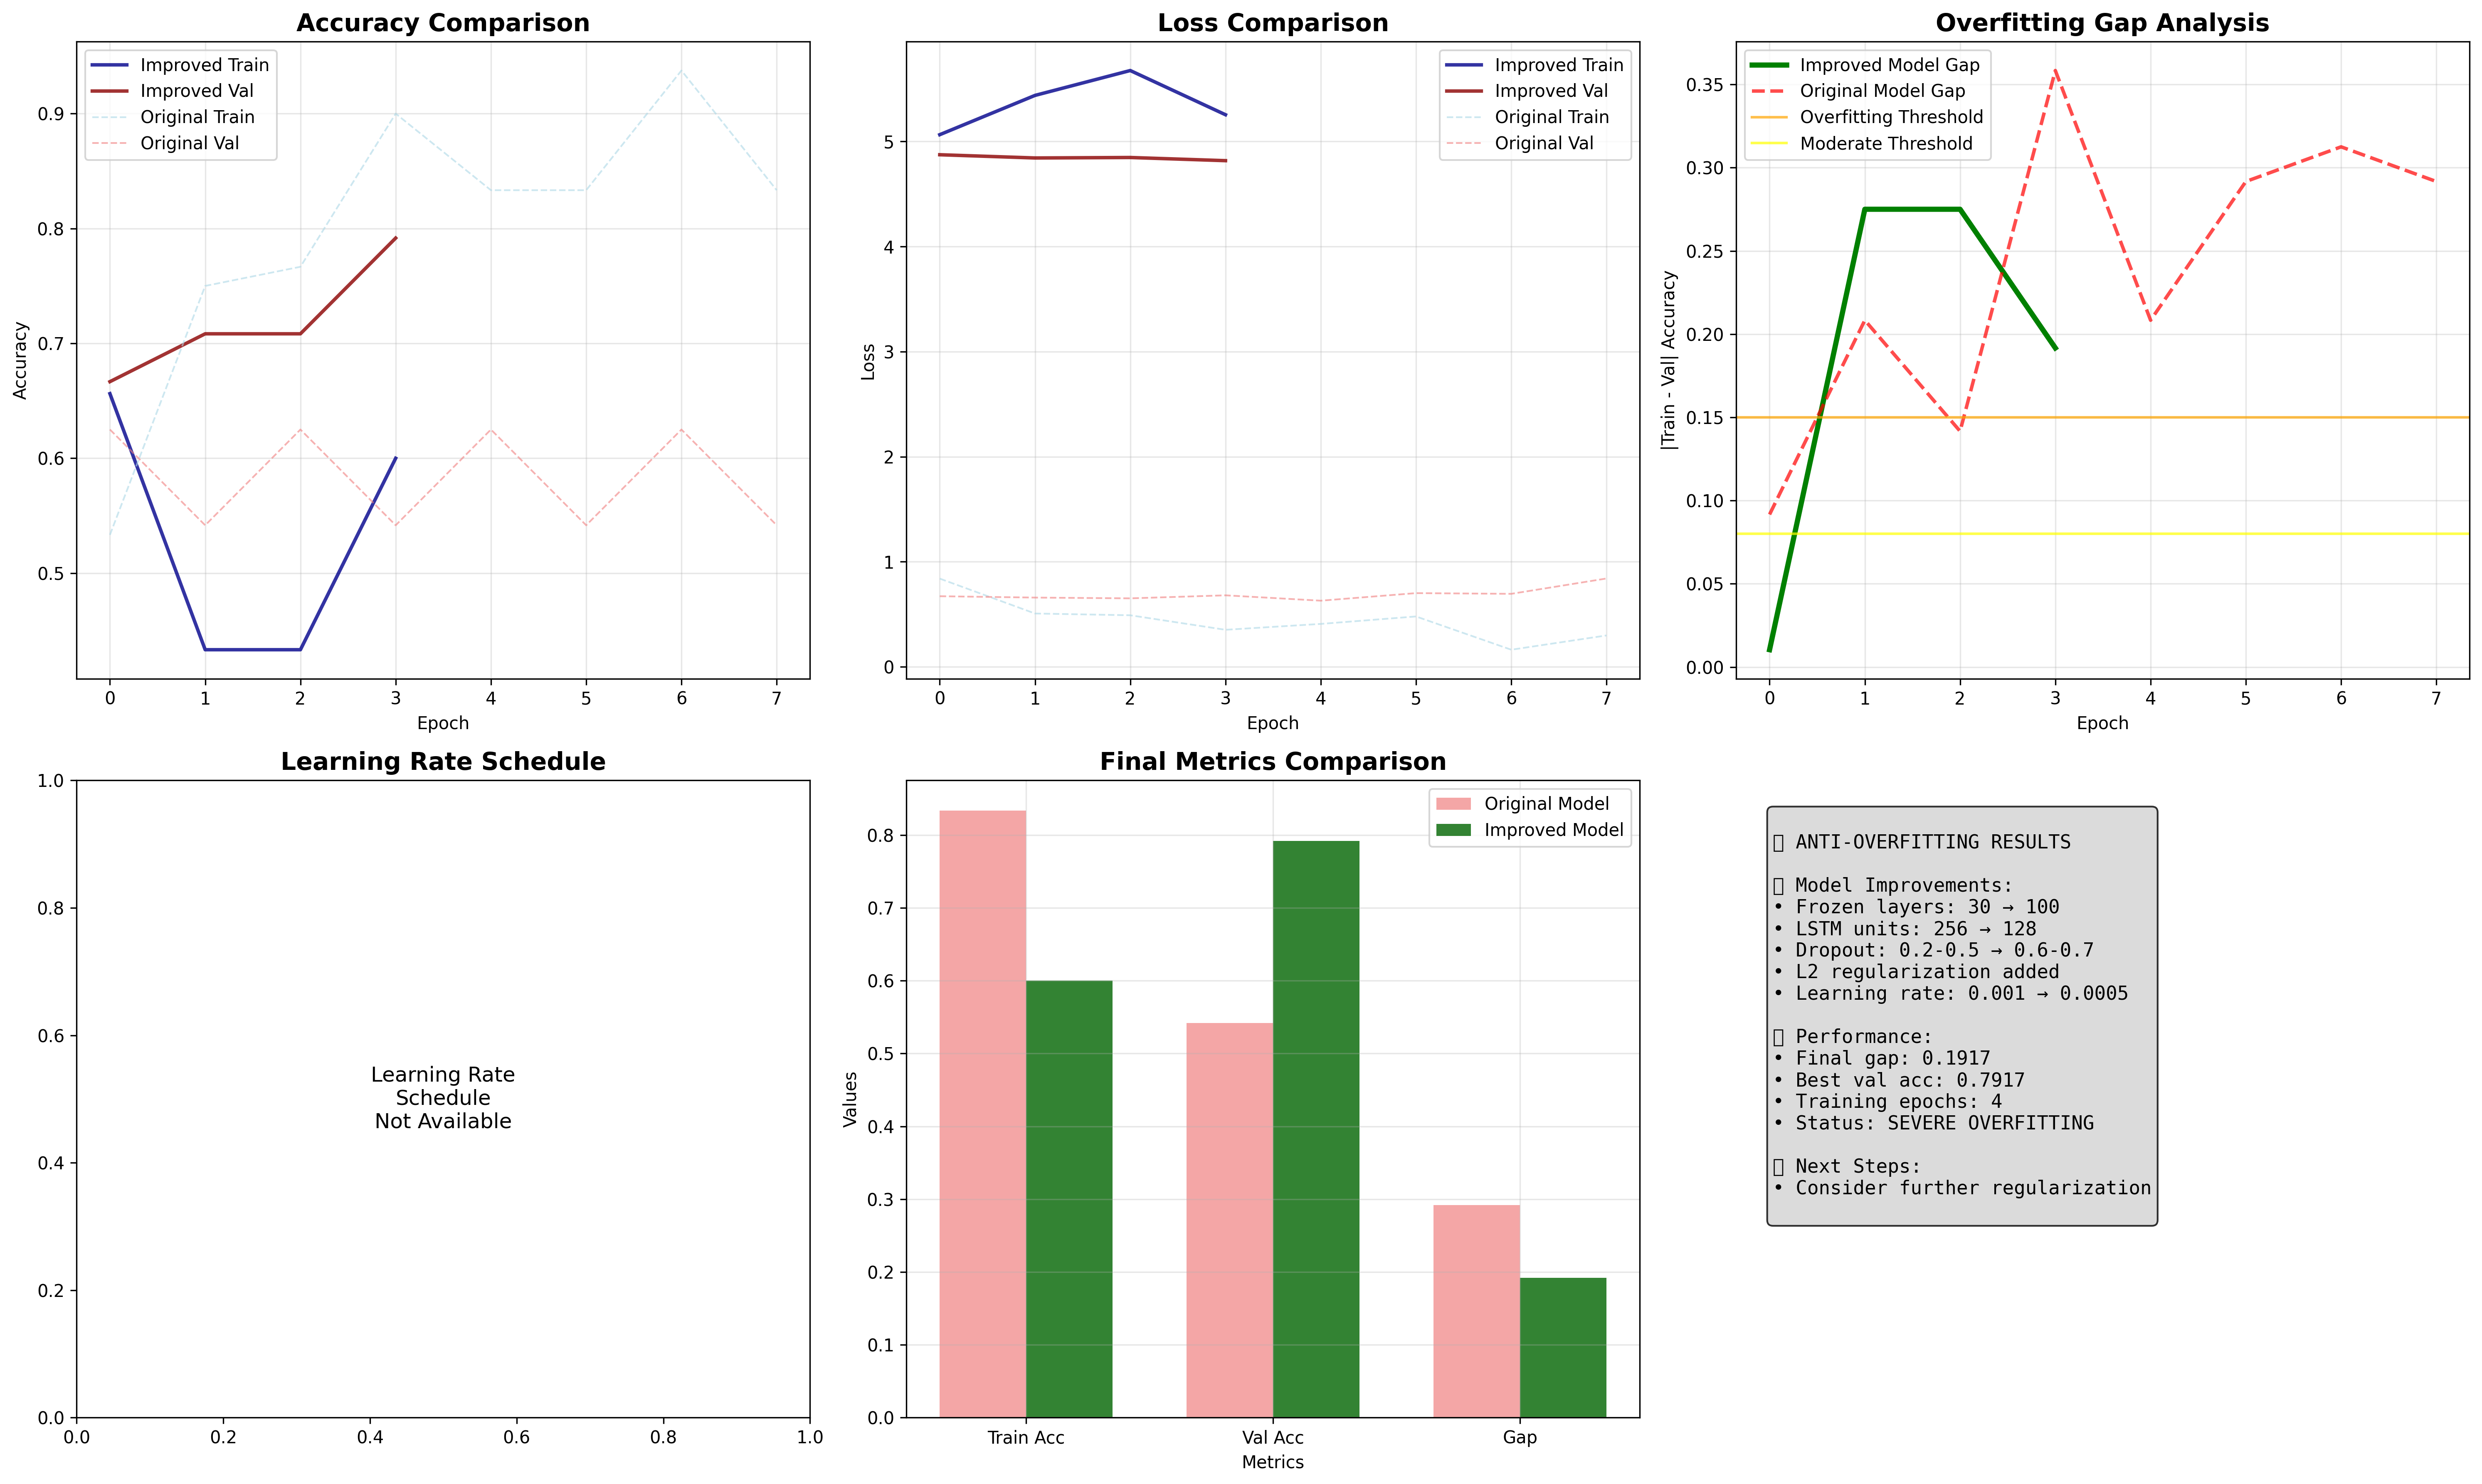 Accuracy Comparison
Improved Train
Improved Val
Original Train
Original Val
Accuracy
0.9
0.8
0.7
0.6
0.5
0 1 2 3 4 5 6 7
Epoch
Loss Comparison
Improved Train
Improved Val
Original Train
Original Val
Loss
5
4
3
2
1
0
0 1 2 3 4 5 6 7
Epoch
Overfitting Gap Analysis
Improved Model Gap
Original Model Gap
Overfitting Threshold
Moderate Threshold
|Train - Val| Accuracy
0.35
0.30
0.25
0.20
0.15
0.10
0.05
0.00
0 1 2 3 4 5 6 7
Epoch
Learning Rate Schedule
1.0
0.8
0.6
0.4
0.2
0.0
Learning Rate
Schedule
Not Available
0.0 0.2 0.4 0.6 0.8 1.0
Final Metrics Comparison
Original Model
Improved Model
Values
0.8
0.7
0.6
0.5
0.4
0.3
0.2
0.1
0.0
Train Acc Val Acc Gap
Metrics
ANTI-OVERFITTING RESULTS
Model Improvements:
• Frozen layers: 30 → 100
• LSTM units: 256 → 128
• Dropout: 0.2-0.5 → 0.6-0.7
• L2 regularization added
• Learning rate: 0.001 → 0.0005
Performance:
• Final gap: 0.1917
• Best val acc: 0.7917
• Training epochs: 4
• Status: SEVERE OVERFITTING
Next Steps:
• Consider further regularization